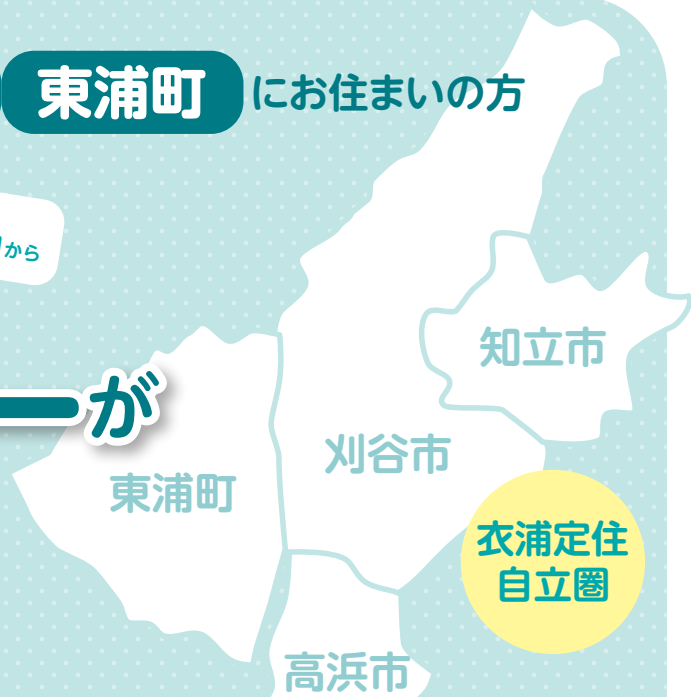 東浦町 にお住まいの方
から
ーが
知立市
刈谷市
東浦町
衣浦定住
自立圏
高浜市